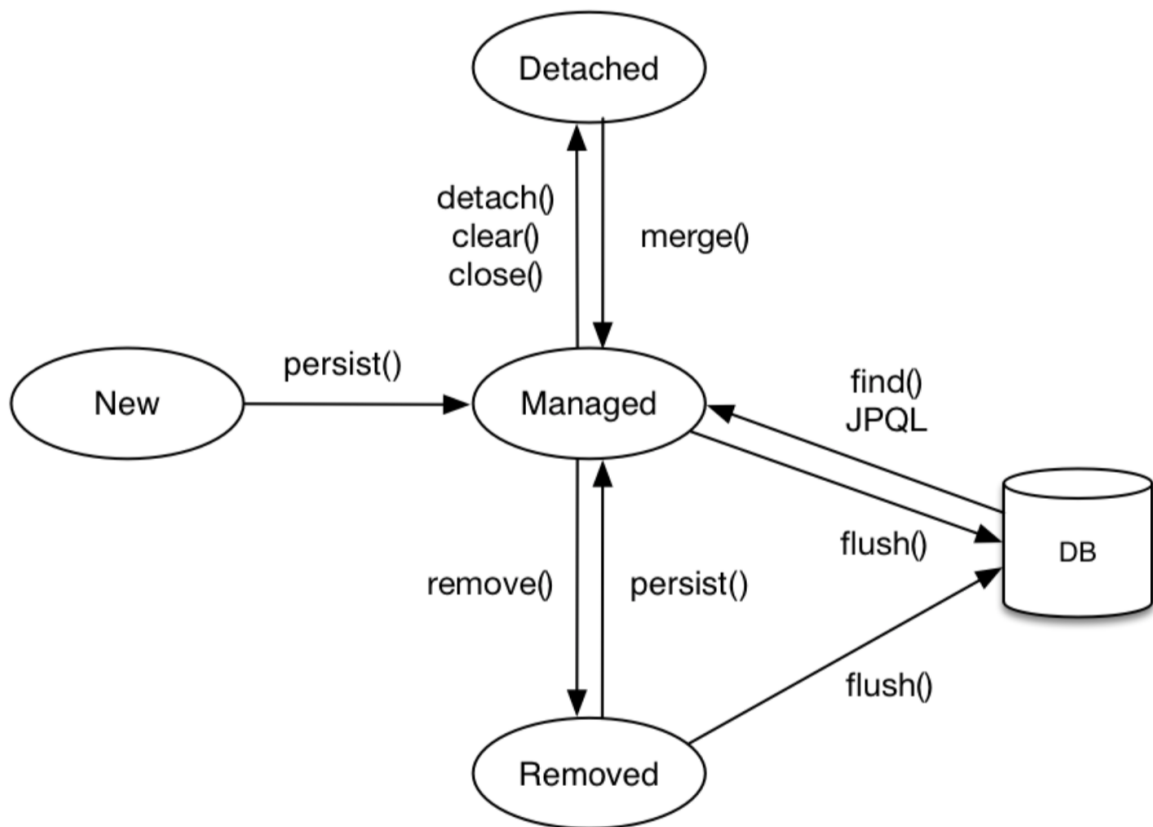 Detached
detach()
clear()
close()
merge()
New
persist()
Managed
find()
JPQL
flush()
DB
remove()
persist()
flush()
Removed